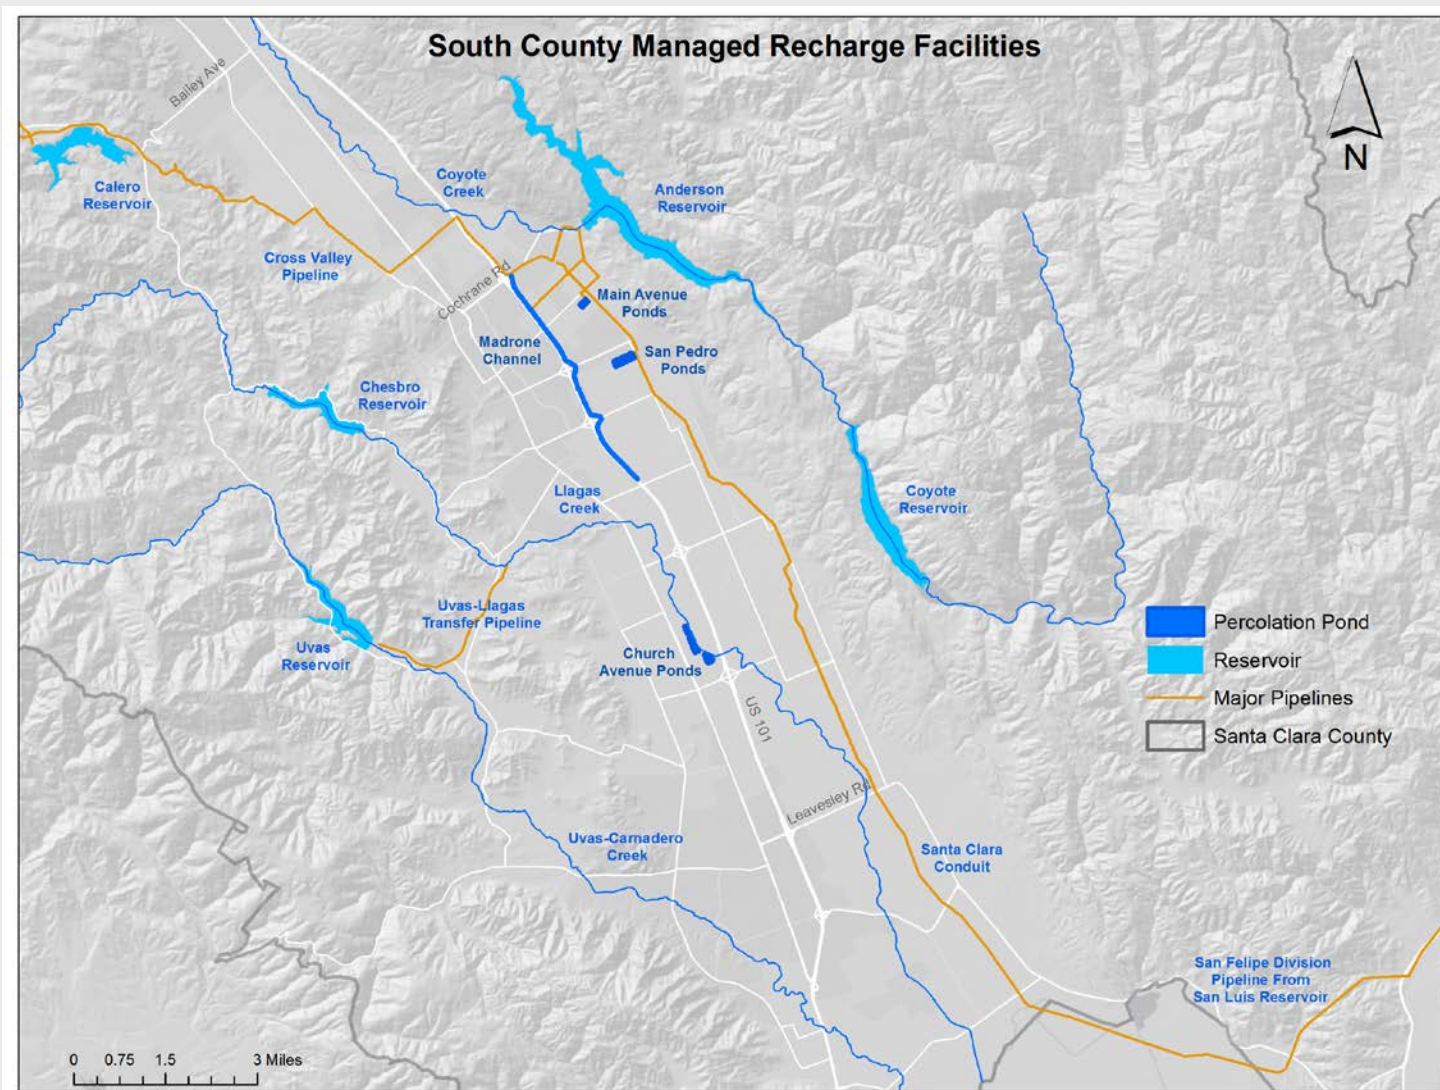 South County Managed Recharge Facilities
Bailey Ave
N
Calero
Reservoir
Coyote
Creek
Anderson
Reservoir
Cross Valley
Pipeline
Cochrane Rd
Main Avenue
Ponds
Madrone
Channel
San Pedro
Ponds
Chesbro
Reservoir
Llagas
Creek
Coyote
Reservoir
Uvas-Llagas
Transfer Pipeline
Uvas
Reservoir
Church
Avenue Ponds
US 101
Percolation Pond
Reservoir
Major Pipelines
Santa Clara County
Leavesley Rd
Uvas-Carnadero
Creek
Santa Clara
Conduit
San Felipe Division
Pipeline From
San Luis Reservoir
0 0.75 1.5 3 Miles